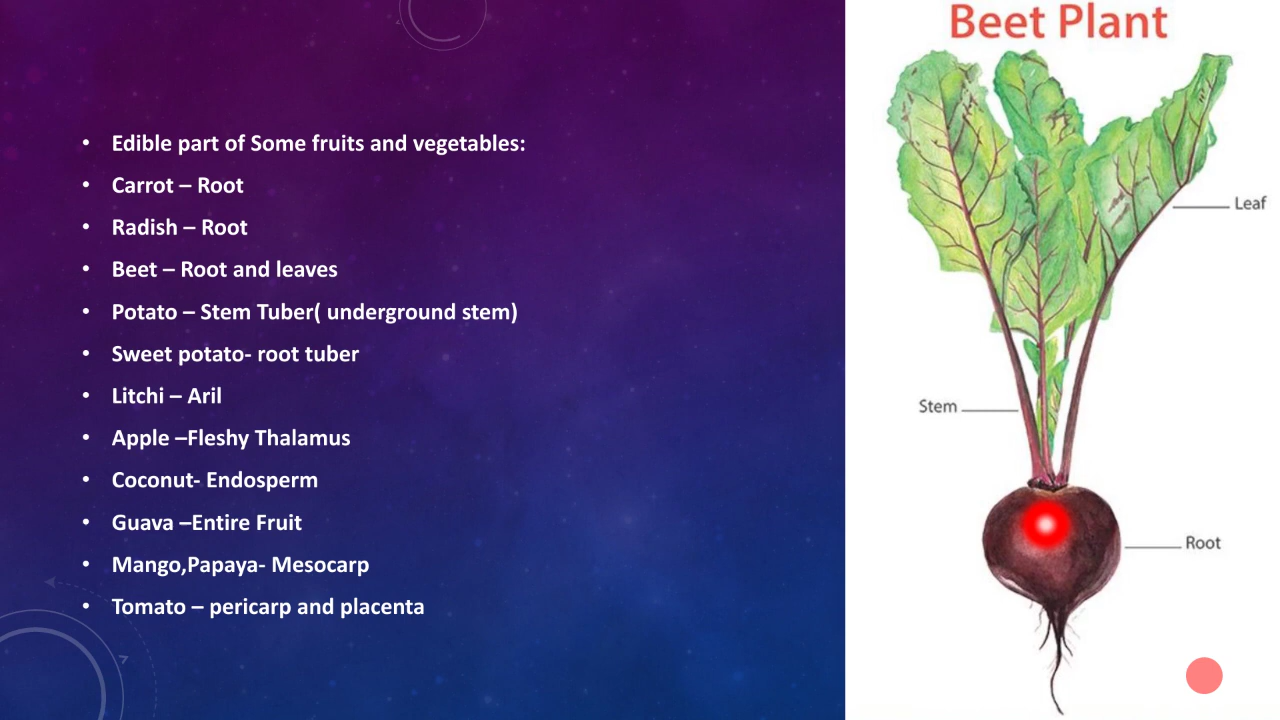 • Edible part of Some fruits and vegetables:
• Carrot – Root
• Radish – Root
• Beet – Root and leaves
• Potato – Stem Tuber( underground stem)
• Sweet potato- root tuber
• Litchi – Aril
• Apple –Fleshy Thalamus
• Coconut- Endosperm
• Guava –Entire Fruit
• Mango,Papaya- Mesocarp
• Tomato – pericarp and placenta
Beet Plant
Leaf
Stem
Root